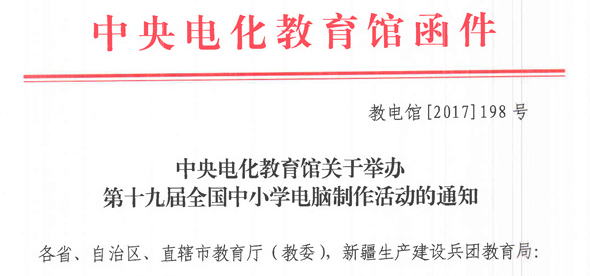 中央电化教育馆函件
教电馆[2017]198号
中央电化教育馆关于举办
第十九届全国中小学电脑制作活动的通知
各省、自治区、直辖市教育厅（教委），新疆生产建设兵团教育局：